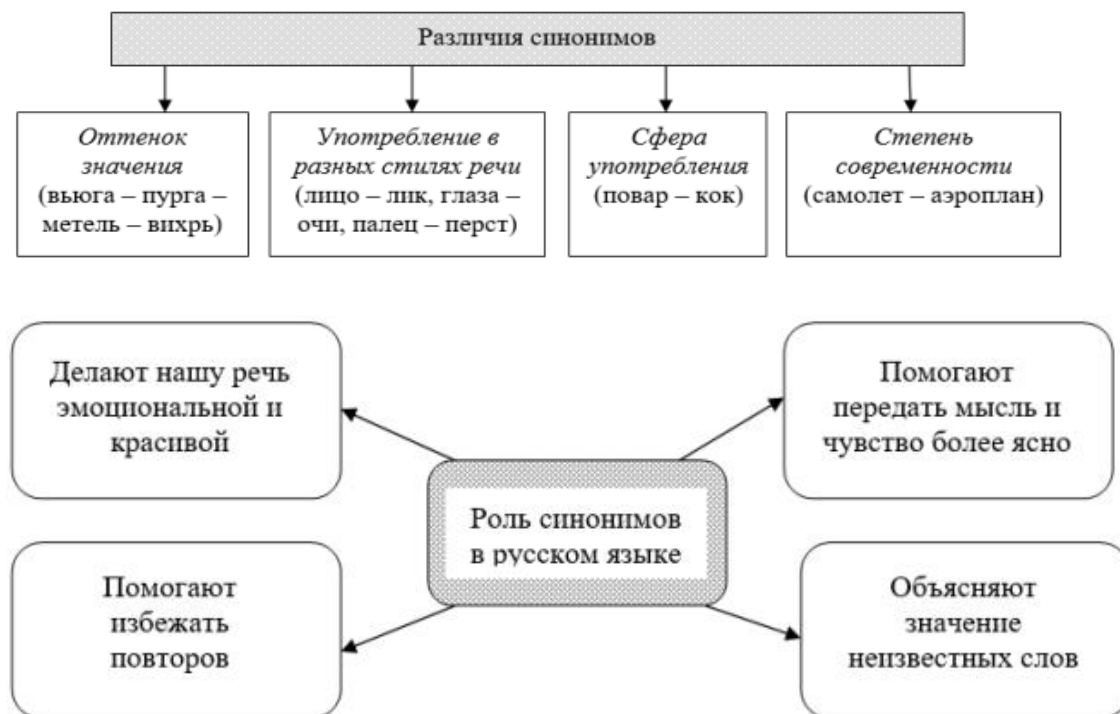 Различия синонимов
Оттенок
значения
(вьюга – пурга –
метель – вихрь)
Употребление в
разных стилях речи
(лицо – лик, глаза –
очи, палец – перст)
Сфера
употребления
(повар – кок)
Степень
современности
(самолет – аэроплан)
Делают нашу речь
эмоциональной и
красивой
Помогают
передать мысль и
чувство более ясно
Роль синонимов
в русском языке
Помогают
избежать
повторов
Объясняют
значение
неизвестных слов